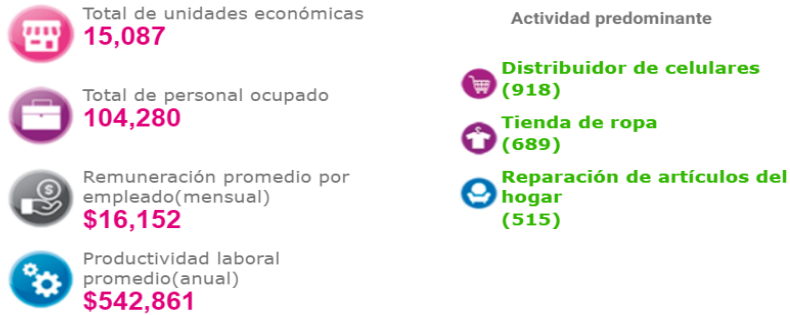 Total de unidades económicas
15,087
Total de personal ocupado
104,280
Remuneración promedio por
empleado(mensual)
$16,152
Productividad laboral
promedio(anual)
$542,861
Actividad predominante
Distribuidor de celulares
(918)
Tienda de ropa
(689)
Reparación de artículos del
hogar
(515)